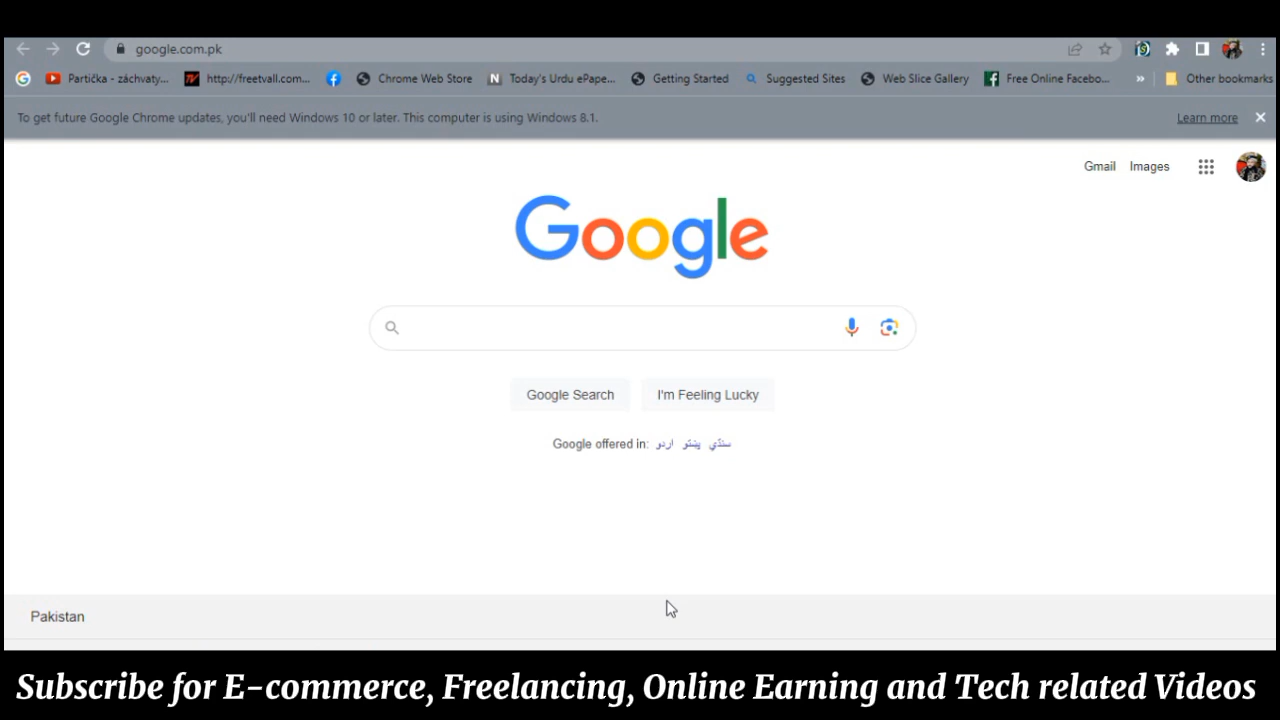 google.com.pk
Partička - záchvaty... http://freetvall.com... Chrome Web Store Today's Urdu ePape... Getting Started Suggested Sites Web Slice Gallery Free Online Facebo... » Other bookmarks
To get future Google Chrome updates, you'll need Windows 10 or later. This computer is using Windows 8.1. Learn more
Gmail Images
Google
Google Search I'm Feeling Lucky
Google offered in: اردو پښتو سنڌي
Pakistan
Subscribe for E-commerce, Freelancing, Online Earning and Tech related Videos